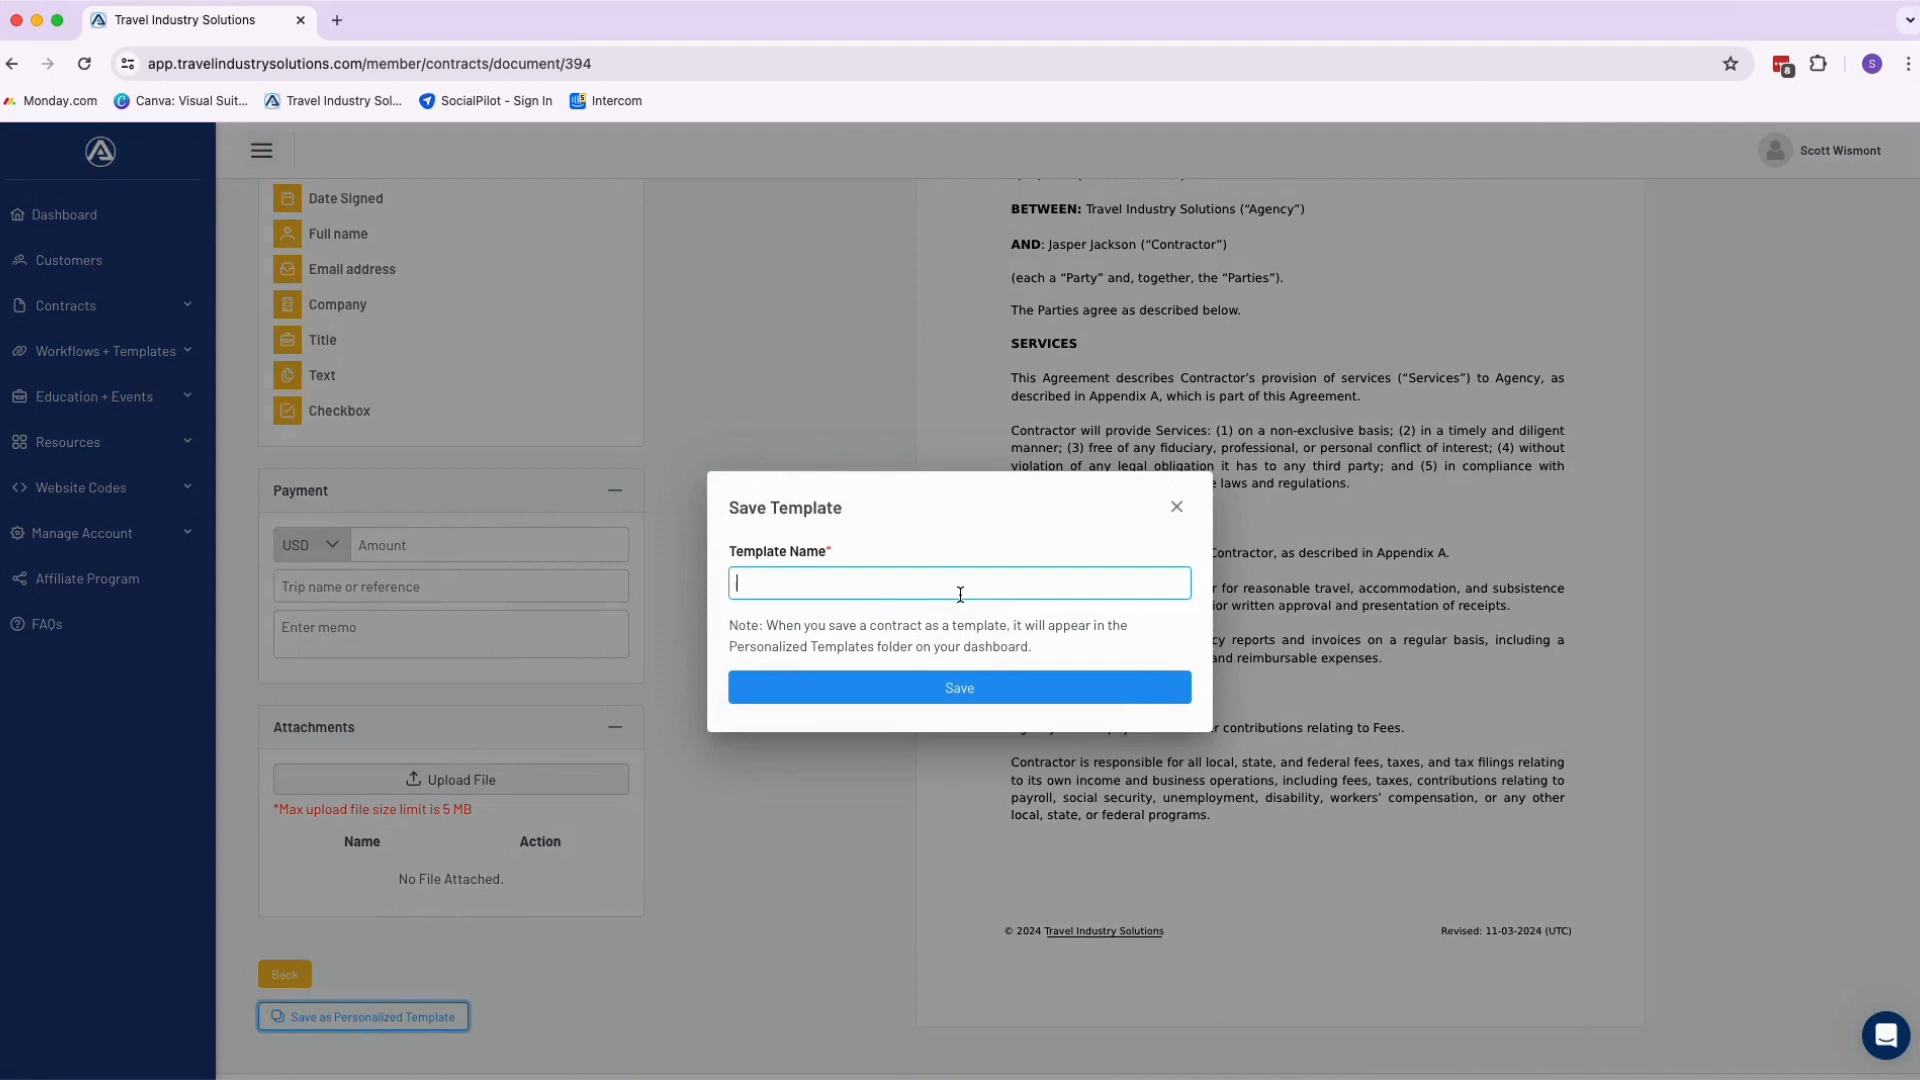 Travel Industry Solutions
app.travelindustrysolutions.com/member/contracts/document/394
8
S
Monday.com
Canva: Visual Suit...
Travel Industry Sol...
SocialPilot - Sign In
Intercom
Scott Wismont
Dashboard
Customers
Contracts
Workflows + Templates
Education + Events
Resources
Website Codes
Manage Account
Affiliate Program
FAQs
Date Signed
Full name
Email address
Company
Title
Text
Checkbox
Payment
USD
Amount
Trip name or reference
Enter memo
Attachments
Upload File
*Max upload file size limit is 5 MB
Name Action
No File Attached.
Back
Save as Personalized Template
BETWEEN: Travel Industry Solutions (“Agency”)
AND: Jasper Jackson (“Contractor”)
(each a “Party” and, together, the “Parties”).
The Parties agree as described below.
SERVICES
This Agreement describes Contractor’s provision of services (“Services”) to Agency, as
described in Appendix A, which is part of this Agreement.
Contractor will provide Services: (1) on a non-exclusive basis; (2) in a timely and diligent
manner; (3) free of any fiduciary, professional, or personal conflict of interest; (4) without
violation of any legal obligation it has to any third party; and (5) in compliance with
laws and regulations.
Contractor, as described in Appendix A.
r for reasonable travel, accommodation, and subsistence
ior written approval and presentation of receipts.
cy reports and invoices on a regular basis, including a
and reimbursable expenses.
r contributions relating to Fees.
Contractor is responsible for all local, state, and federal fees, taxes, and tax filings relating
to its own income and business operations, including fees, taxes, contributions relating to
payroll, social security, unemployment, disability, workers’ compensation, or any other
local, state, or federal programs.
© 2024 Travel Industry Solutions
Revised: 11-03-2024 (UTC)
Save Template
Template Name*
Note: When you save a contract as a template, it will appear in the
Personalized Templates folder on your dashboard.
Save